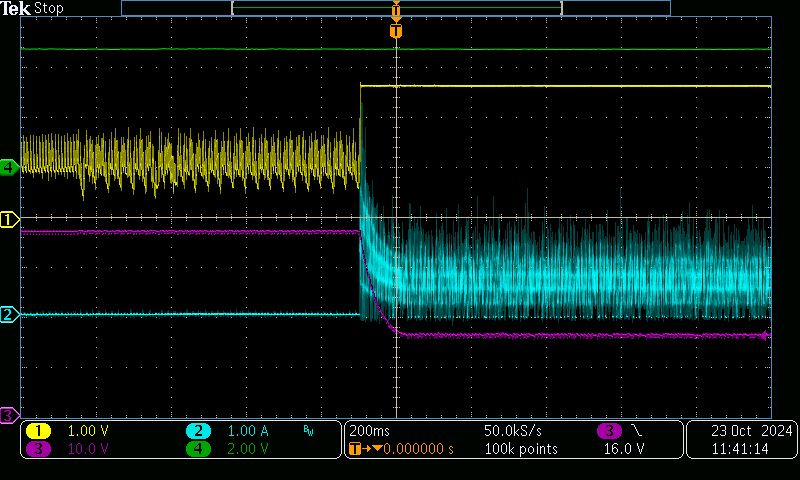 Tek Stop
T
T
4
1
2
3
1 1.00 V 2 1.00 A BW
3 10.0 V 4 2.00 V
200ms 50.0kS/s
T→▼0.000000 s 100k points
3 \ 16.0 V
23 Oct 2024
11:41:14